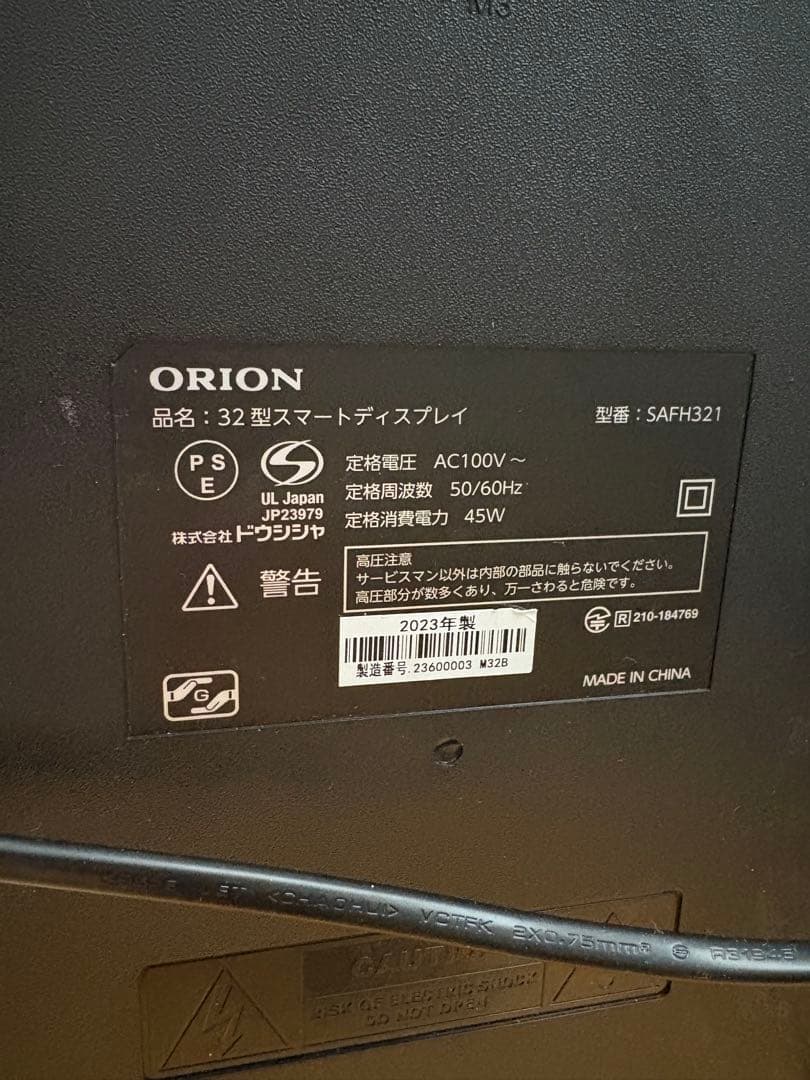 M3
ORION
品名：32型スマートディスプレイ
型番：SAFH321
P S
E
UL Japan
JP23979
株式会社ドウシシャ
定格電圧 AC100V～
定格周波数 50/60Hz
定格消費電力 45W
警告
高圧注意
サービスマン以外は内部の部品に触らないでください。
高圧部分が数多くあり、万一さわると危険です。
R 210-184769
2023年製
製造番号.23600003 M32B
MADE IN CHINA
G
<CHAOHUI> VCTFK 2X0.75mm²
CAUTION
RISK OF ELECTRIC SHOCK
DO NOT OPEN